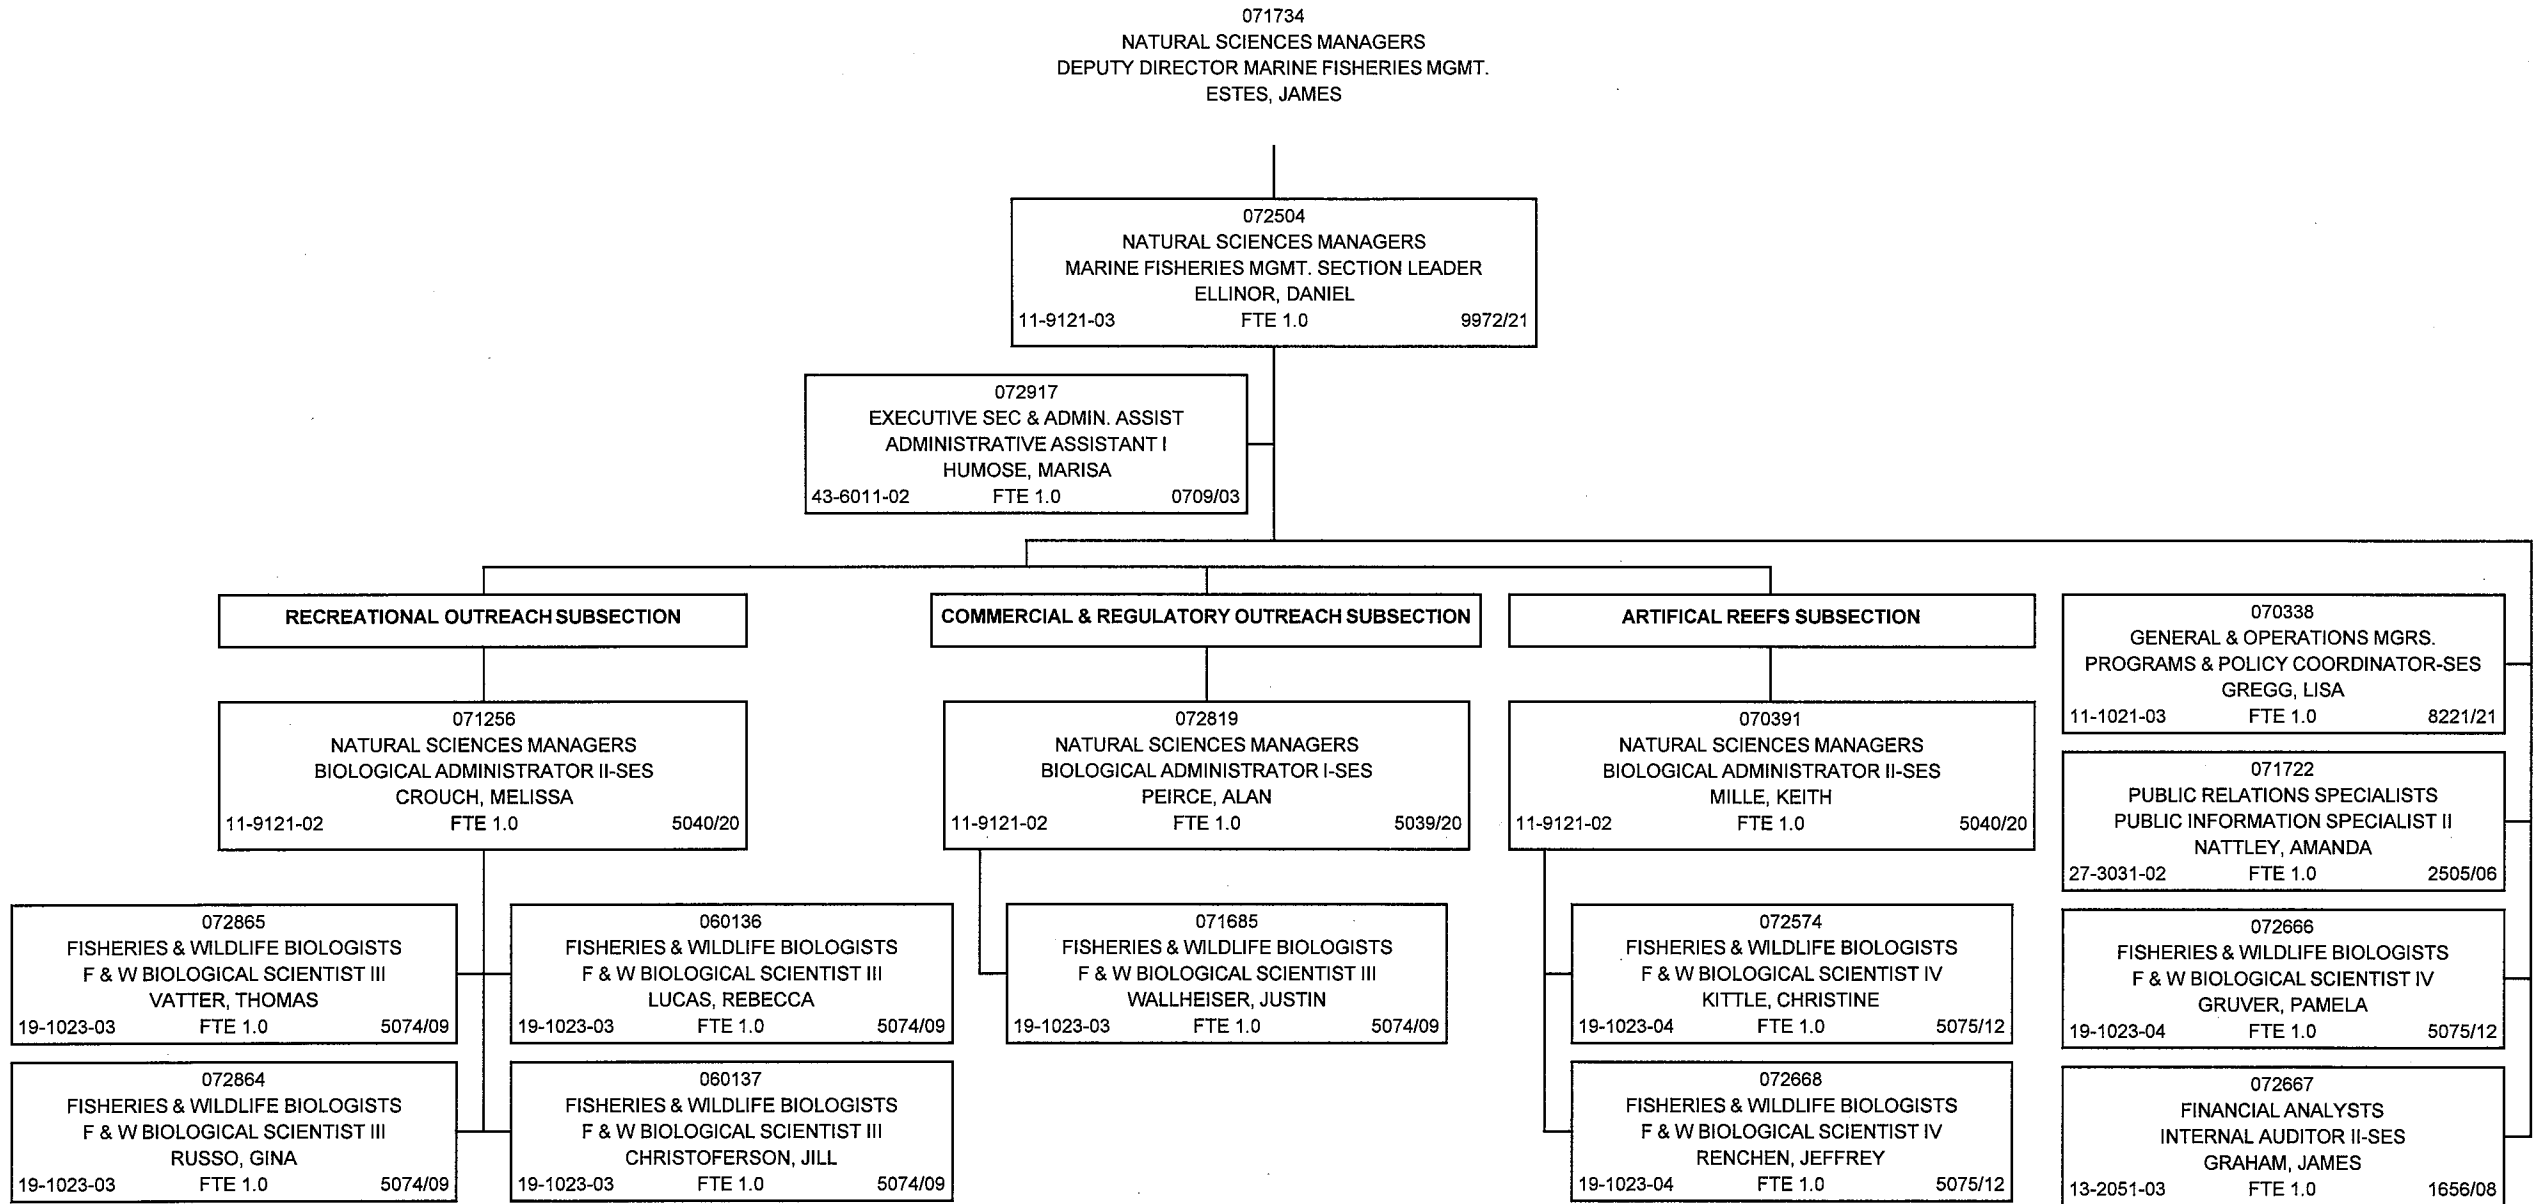 071734
NATURAL SCIENCES MANAGERS
DEPUTY DIRECTOR MARINE FISHERIES MGMT.
ESTES, JAMES
072504
NATURAL SCIENCES MANAGERS
MARINE FISHERIES MGMT. SECTION LEADER
ELLINOR, DANIEL
11-9121-03 FTE 1.0 9972/21
072917
EXECUTIVE SEC & ADMIN. ASSIST
ADMINISTRATIVE ASSISTANT I
HUMOSE, MARISA
43-6011-02 FTE 1.0 0709/03
RECREATIONAL OUTREACH SUBSECTION
071256
NATURAL SCIENCES MANAGERS
BIOLOGICAL ADMINISTRATOR II-SES
CROUCH, MELISSA
11-9121-02 FTE 1.0 5040/20
072865
FISHERIES & WILDLIFE BIOLOGISTS
F & W BIOLOGICAL SCIENTIST III
VATTER, THOMAS
19-1023-03 FTE 1.0 5074/09
060136
FISHERIES & WILDLIFE BIOLOGISTS
F & W BIOLOGICAL SCIENTIST III
LUCAS, REBECCA
19-1023-03 FTE 1.0 5074/09
072864
FISHERIES & WILDLIFE BIOLOGISTS
F & W BIOLOGICAL SCIENTIST III
RUSSO, GINA
19-1023-03 FTE 1.0 5074/09
060137
FISHERIES & WILDLIFE BIOLOGISTS
F & W BIOLOGICAL SCIENTIST III
CHRISTOFERSON, JILL
19-1023-03 FTE 1.0 5074/09
COMMERCIAL & REGULATORY OUTREACH SUBSECTION
072819
NATURAL SCIENCES MANAGERS
BIOLOGICAL ADMINISTRATOR I-SES
PEIRCE, ALAN
11-9121-02 FTE 1.0 5039/20
071685
FISHERIES & WILDLIFE BIOLOGISTS
F & W BIOLOGICAL SCIENTIST III
WALLHEISER, JUSTIN
19-1023-03 FTE 1.0 5074/09
ARTIFICAL REEFS SUBSECTION
070391
NATURAL SCIENCES MANAGERS
BIOLOGICAL ADMINISTRATOR II-SES
MILLE, KEITH
11-9121-02 FTE 1.0 5040/20
072574
FISHERIES & WILDLIFE BIOLOGISTS
F & W BIOLOGICAL SCIENTIST IV
KITTLE, CHRISTINE
19-1023-04 FTE 1.0 5075/12
072668
FISHERIES & WILDLIFE BIOLOGISTS
F & W BIOLOGICAL SCIENTIST IV
RENCHEN, JEFFREY
19-1023-04 FTE 1.0 5075/12
070338
GENERAL & OPERATIONS MGRS.
PROGRAMS & POLICY COORDINATOR-SES
GREGG, LISA
11-1021-03 FTE 1.0 8221/21
071722
PUBLIC RELATIONS SPECIALISTS
PUBLIC INFORMATION SPECIALIST II
NATTLEY, AMANDA
27-3031-02 FTE 1.0 2505/06
072666
FISHERIES & WILDLIFE BIOLOGISTS
F & W BIOLOGICAL SCIENTIST IV
GRUVER, PAMELA
19-1023-04 FTE 1.0 5075/12
072667
FINANCIAL ANALYSTS
INTERNAL AUDITOR II-SES
GRAHAM, JAMES
13-2051-03 FTE 1.0 1656/08